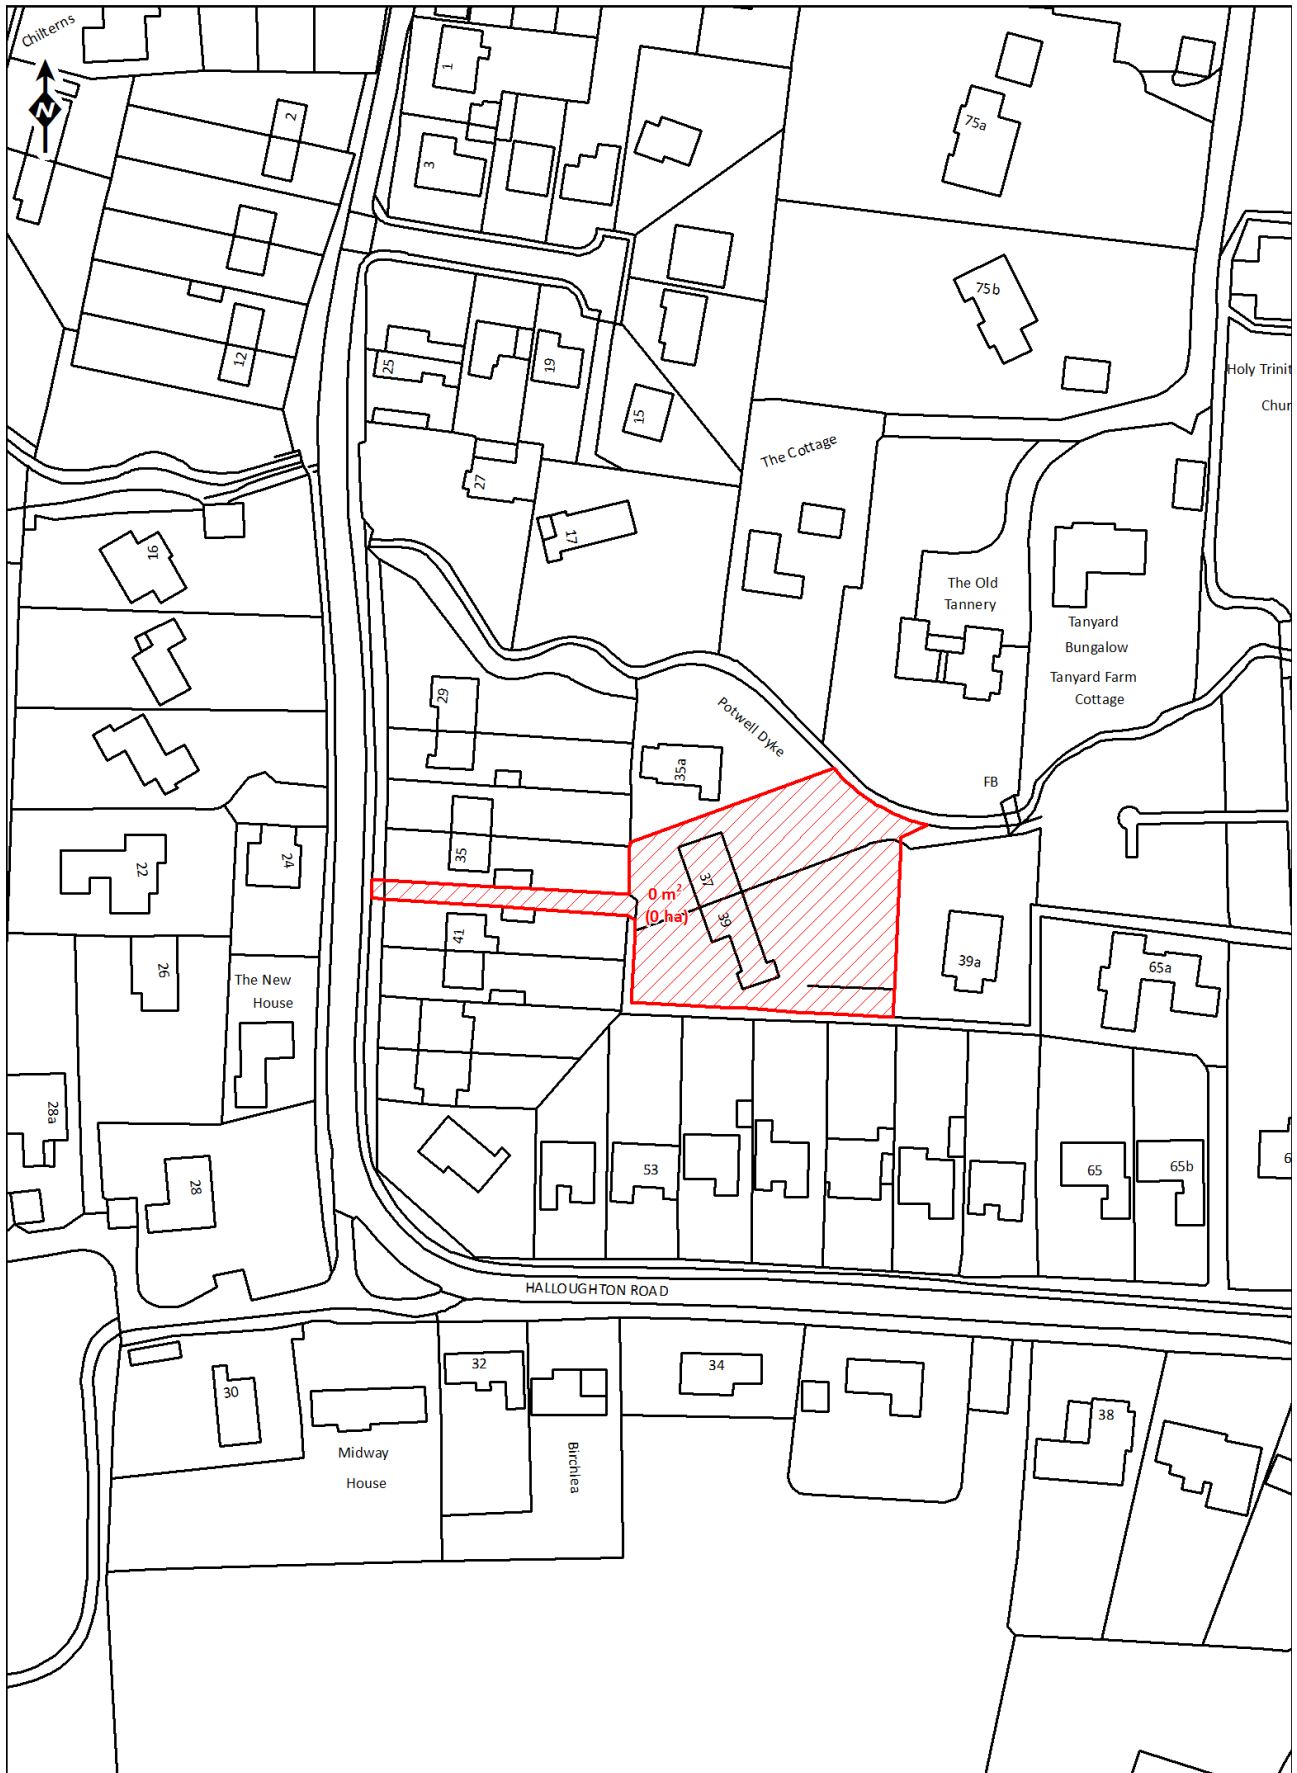 Chilterns
N
1
2
3
75a
75b
12
25
19
15
Holy Trinit
Chur
The Cottage
27
17
16
The Old
Tannery
Tanyard
Bungalow
Tanyard Farm
Cottage
29
Potwell Dyke
35a
FB
35
22
24
37
0 m²
(0 ha)
39
41
39a
65a
26
The New
House
28a
28
53
65
65b
6
HALLOUGHTON ROAD
32
34
30
38
Midway
House
Birchlea